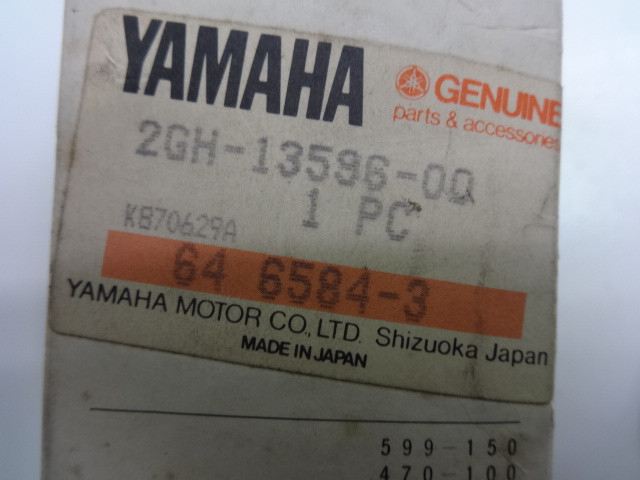 YAMAHA
GENUINE
parts & accessories
2GH-13596-00
1 PC
K870629A
64 6584-3
YAMAHA MOTOR CO., LTD. Shizuoka Japan
MADE IN JAPAN
599-150
470-100